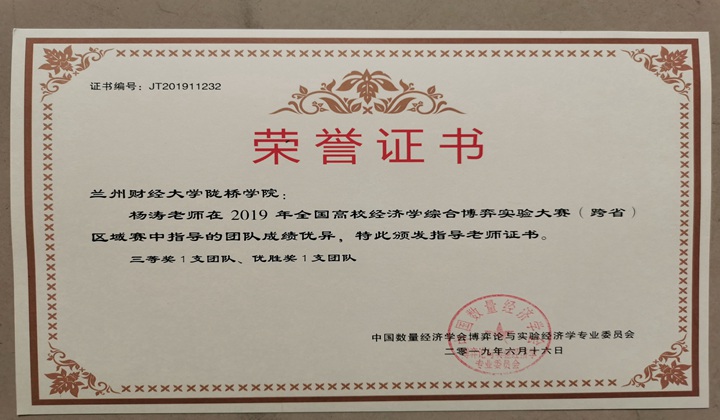 证书编号：JT201911232
荣誉证书
兰州财经大学陇桥学院：
杨涛老师在 2019 年全国高校经济学综合博弈实验大赛（跨省）
区域赛中指导的团队成绩优异，特此颁发指导老师证书。
三等奖 1 支团队、优胜奖 1 支团队
中国数量经济学会博弈论与实验经济学专业委员会
二零一九年六月十六日
专业委员会